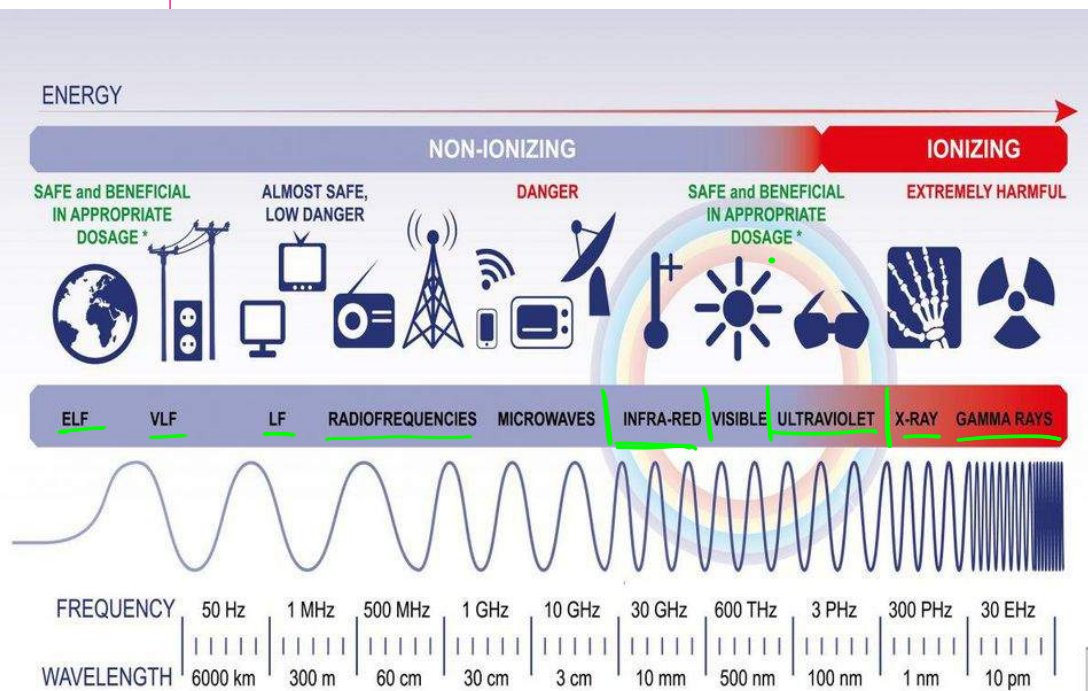 ENERGY
NON-IONIZING IONIZING
SAFE and BENEFICIAL
IN APPROPRIATE
DOSAGE *
ALMOST SAFE,
LOW DANGER
DANGER
SAFE and BENEFICIAL
IN APPROPRIATE
DOSAGE *
EXTREMELY HARMFUL
ELF VLF LF RADIOFREQUENCIES MICROWAVES INFRA-RED VISIBLE ULTRAVIOLET X-RAY GAMMA RAYS
FREQUENCY 50 Hz 1 MHz 500 MHz 1 GHz 10 GHz 30 GHz 600 THz 3 PHz 300 PHz 30 EHz
WAVELENGTH 6000 km 300 m 60 cm 30 cm 3 cm 10 mm 500 nm 100 nm 1 nm 10 pm